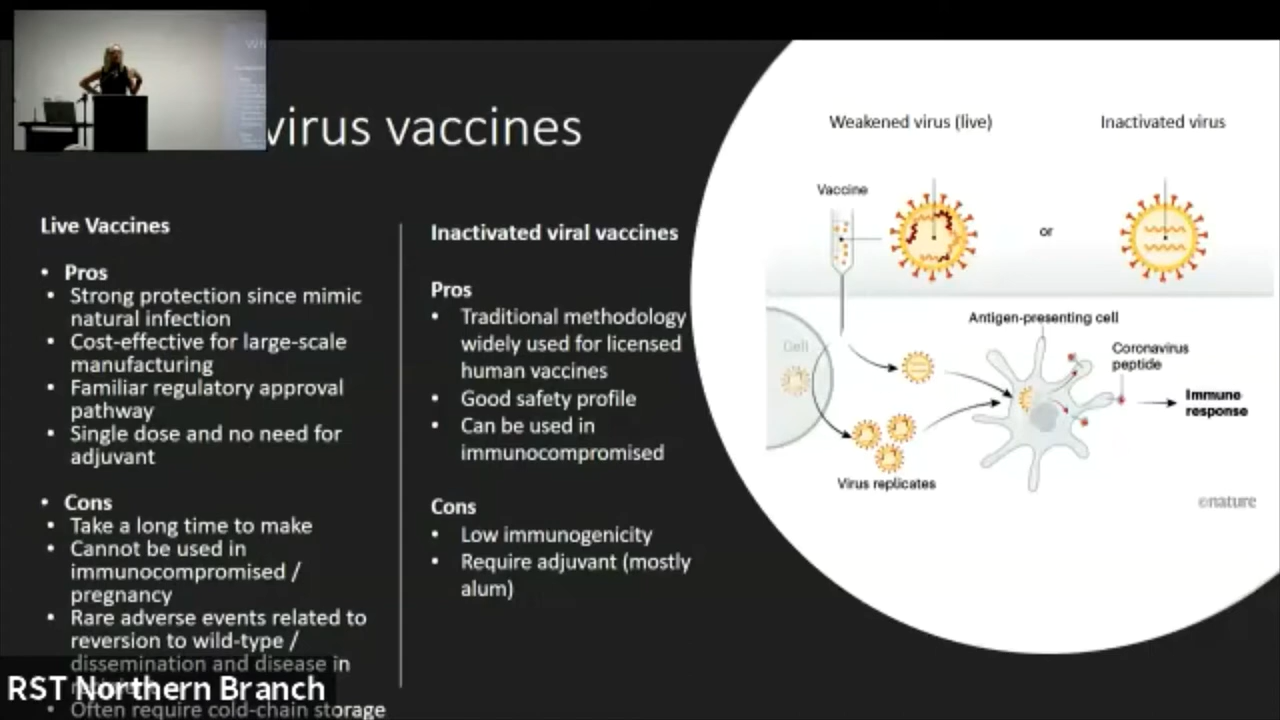 virus vaccines
Live Vaccines
• Pros
• Strong protection since mimic
natural infection
• Cost-effective for large-scale
manufacturing
• Familiar regulatory approval
pathway
• Single dose and no need for
adjuvant
• Cons
• Take a long time to make
• Cannot be used in
immunocompromised /
pregnancy
• Rare adverse events related to
reversion to wild-type /
dissemination and disease in
• Often require cold-chain storage
RST Northern Branch
Inactivated viral vaccines
Pros
• Traditional methodology
widely used for licensed
human vaccines
• Good safety profile
• Can be used in
immunocompromised
Cons
• Low immunogenicity
• Require adjuvant (mostly
alum)
Weakened virus (live)
Inactivated virus
Vaccine
or
Antigen-presenting cell
Cell
Coronavirus
peptide
Immune
response
Virus replicates
©nature